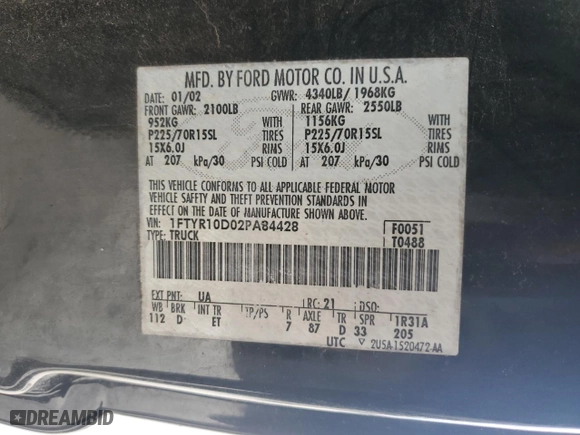 MFD. BY FORD MOTOR CO. IN U.S.A.
DATE: 01/02 GVWR: 4340LB/ 1968KG
FRONT GAWR: 2100LB REAR GAWR: 2550LB
952KG WITH 1156KG WITH
P225/70R15SL TIRES P225/70R15SL TIRES
15X6.0J RIMS 15X6.0J RIMS
AT 207 kPa/30 PSI COLD AT 207 kPa/30 PSI COLD
THIS VEHICLE CONFORMS TO ALL APPLICABLE FEDERAL MOTOR
VEHICLE SAFETY AND THEFT PREVENTION STANDARDS IN EFFECT
ON THE DATE OF MANUFACTURE SHOWN ABOVE.
VIN: 1FTYR10D02PA84428 F0051
TYPE: TRUCK T0488
EXT PNT: UA RC: 21 DSO:
WB BRK INT TR TP/PS R AXLE TR SPR 1R31A
112 D ET 7 87 D 33 205
UTC ▽ 2U5A-1520472-AA
DREAMBID